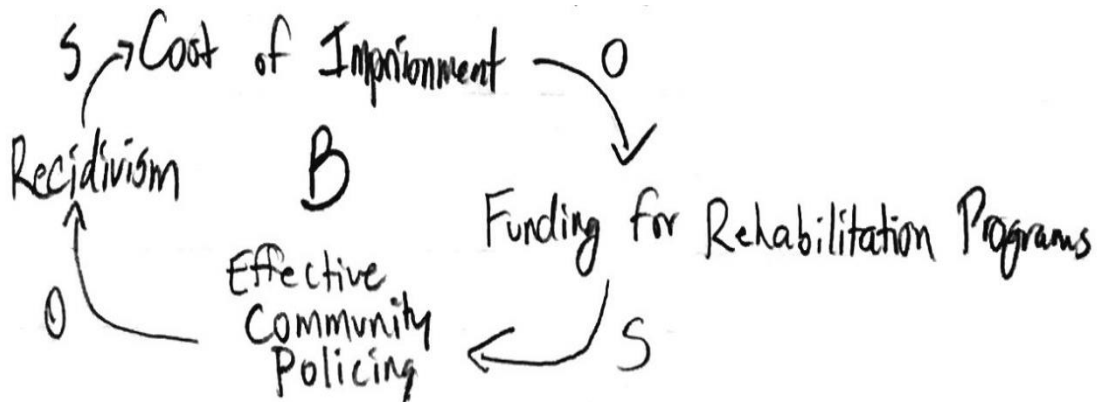 S Cost of Imprionment O
Recidivism B
Funding for Rehabilitation Programs
Effective
Community
Policing
O S